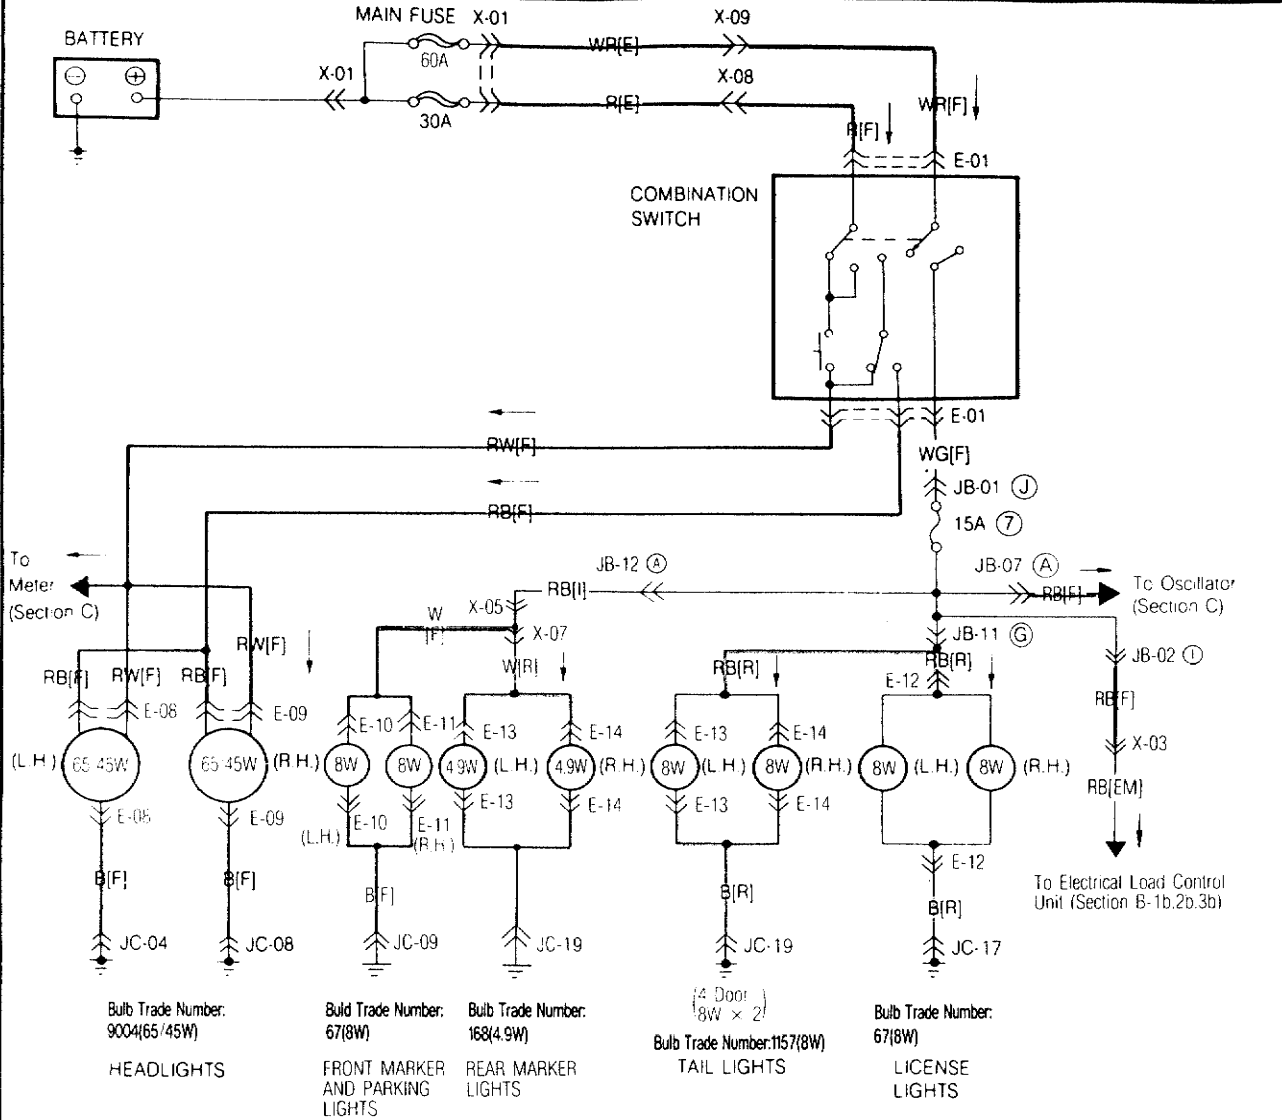 MAIN FUSE X-01
X-09
BATTERY
WR[E]
60A
X-01
X-08
WR[F]
R[E]
30A
R[F]
E-01
COMBINATION
SWITCH
E-01
RW[F]
WG[F]
JB-01 J
RB[F]
15A 7
To
Meter
(Section C)
JB-12 A
JB-07 A
RB[I]
RB[F]
To Oscillator
(Section C)
X-05
W
[F]
X-07
JB-11 G
RW[F]
W[R]
RB[R]
RB[R]
JB-02 I
RB[F] RW[F] RB[F]
E-12
RB[F]
E-08
E-09
E-10 E-11
E-13
E-14
E-13
E-14
X-03
(L.H.)
65/45W
65/45W
(R.H.)
8W
8W
4.9W
(L.H.)
4.9W
(R.H.)
8W
(L.H.)
8W
(R.H.)
8W
(L.H.)
8W
(R.H.)
RB[EM]
E-09
E-10
E-11
(L.H.)
(R.H.)
E-13
E-14
E-13
E-14
E-12
To Electrical Load Control
Unit (Section B-1b.2b.3b)
B[F]
B[F]
B[F]
B[R]
B[R]
JC-04
JC-08
JC-09
JC-19
JC-19
JC-17
(4 Door
8W × 2)
Bulb Trade Number:
9004(65/45W)
HEADLIGHTS
Buld Trade Number:
67(8W)
FRONT MARKER
AND PARKING
LIGHTS
Bulb Trade Number:
168(4.9W)
REAR MARKER
LIGHTS
Bulb Trade Number:1157(8W)
TAIL LIGHTS
Bulb Trade Number:
67(8W)
LICENSE
LIGHTS